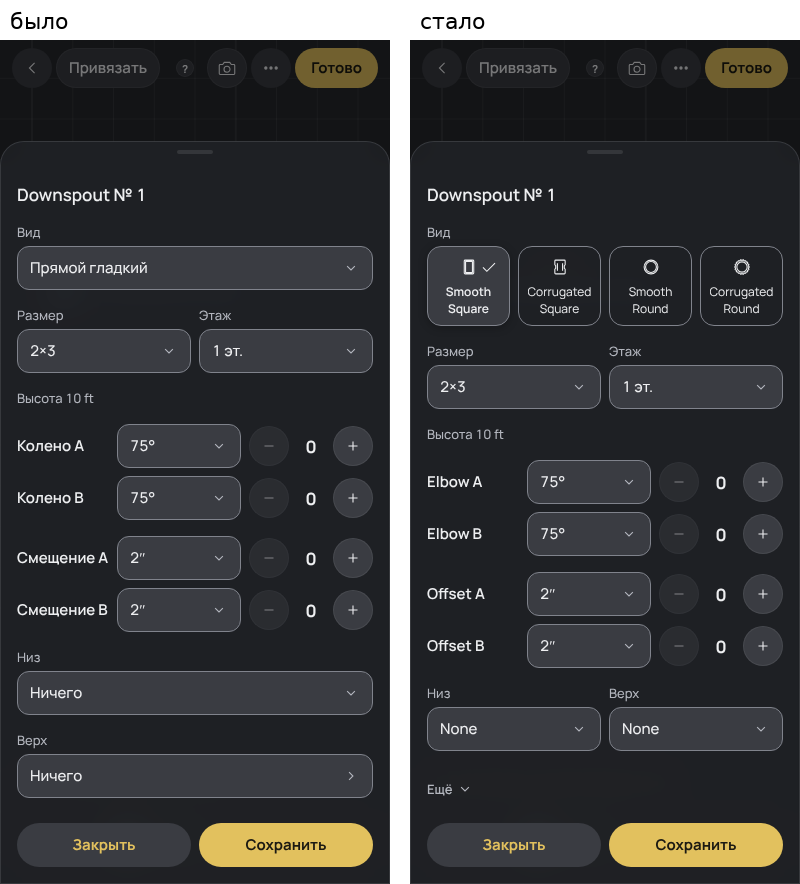 было
Привязать ? ••• Готово
Downspout № 1
Вид
Прямой гладкий
Размер Этаж
2×3 1 эт.
Высота 10 ft
Колено A 75° − 0 +
Колено B 75° − 0 +
Смещение A 2″ − 0 +
Смещение B 2″ − 0 +
Низ
Ничего
Верх
Ничего
Закрыть Сохранить
стало
Привязать ? ••• Готово
Downspout № 1
Вид
Smooth Square
Corrugated Square
Smooth Round
Corrugated Round
Размер Этаж
2×3 1 эт.
Высота 10 ft
Elbow A 75° − 0 +
Elbow B 75° − 0 +
Offset A 2″ − 0 +
Offset B 2″ − 0 +
Низ Верх
None None
Ещё
Закрыть Сохранить